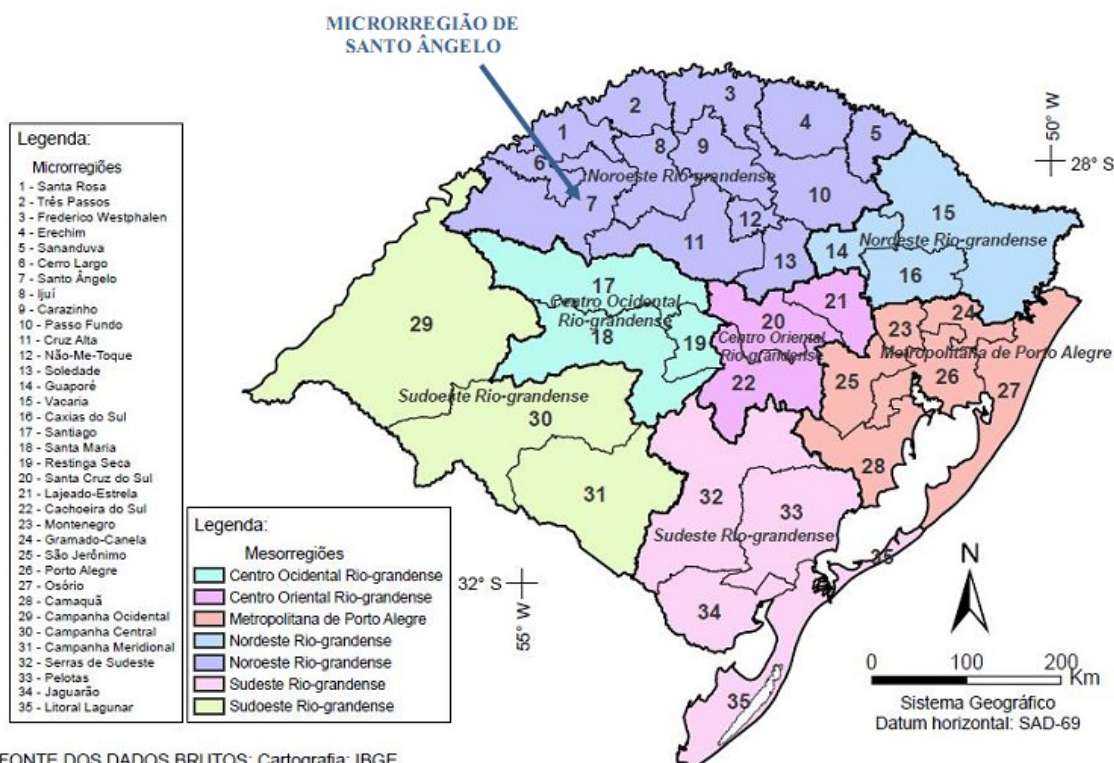 MICRORREGIÃO DE
SANTO ÂNGELO
Legenda:
Microrregiões
1 - Santa Rosa
2 - Três Passos
3 - Frederico Westphalen
4 - Erechim
5 - Sananduva
6 - Cerro Largo
7 - Santo Ângelo
8 - Ijuí
9 - Carazinho
10 - Passo Fundo
11 - Cruz Alta
12 - Não-Me-Toque
13 - Soledade
14 - Guaporé
15 - Vacaria
16 - Caxias do Sul
17 - Santiago
18 - Santa Maria
19 - Restinga Seca
20 - Santa Cruz do Sul
21 - Lajeado-Estrela
22 - Cachoeira do Sul
23 - Montenegro
24 - Gramado-Canela
25 - São Jerônimo
26 - Porto Alegre
27 - Osório
28 - Camaquã
29 - Campanha Ocidental
30 - Campanha Central
31 - Campanha Meridional
32 - Serras de Sudeste
33 - Pelotas
34 - Jaguarão
35 - Litoral Lagunar
Legenda:
Mesorregiões
Centro Ocidental Rio-grandense
Centro Oriental Rio-grandense
Metropolitana de Porto Alegre
Nordeste Rio-grandense
Noroeste Rio-grandense
Sudeste Rio-grandense
Sudoeste Rio-grandense
1
2
3
4
5
6
7
8
9
Noroeste Rio-grandense
10
11
12
13
14
15
Nordeste Rio-grandense
16
17
Centro Ocidental
Rio-grandense
18
19
20
21
Centro Oriental
Rio-grandense
22
23
24
Metropolitana de Porto Alegre
25
26
27
28
29
Sudoeste Rio-grandense
30
31
32
33
Sudeste Rio-grandense
34
35
35
50° W
28° S
32° S
55° W
N
0 100 200
Km
Sistema Geográfico
Datum horizontal: SAD-69
FONTE DOS DADOS BRUTOS: Cartografia: IBGE